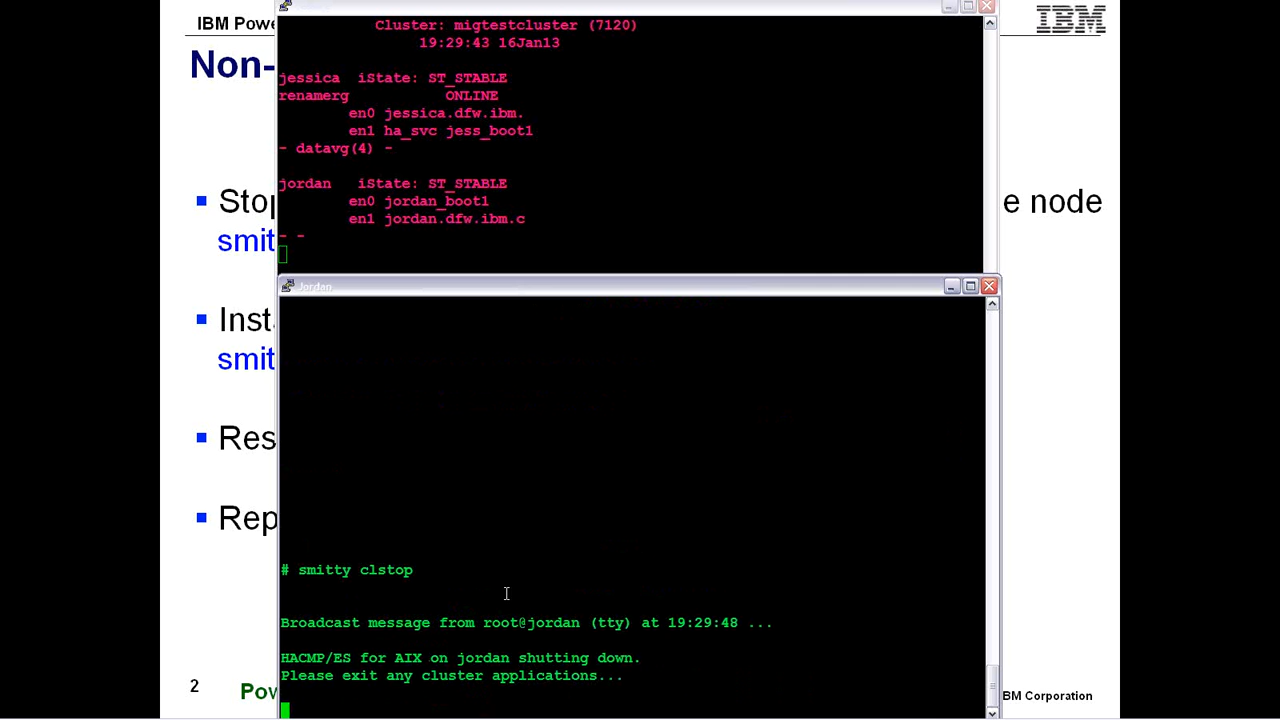 IBM Powe
IBM
Non-
Cluster: migtestcluster (7120)
19:29:43 16Jan13
jessica iState: ST_STABLE
renamerg ONLINE
en0 jessica.dfw.ibm.
en1 ha_svc jess_boot1
- datavg(4) -
jordan iState: ST_STABLE
en0 jordan_boot1
en1 jordan.dfw.ibm.c
- -
Stop
e node
smit
Jordan
Inst
smit
Res
Rep
# smitty clstop
Broadcast message from root@jordan (tty) at 19:29:48 ...
HACMP/ES for AIX on jordan shutting down.
Please exit any cluster applications...
2
Pov
BM Corporation